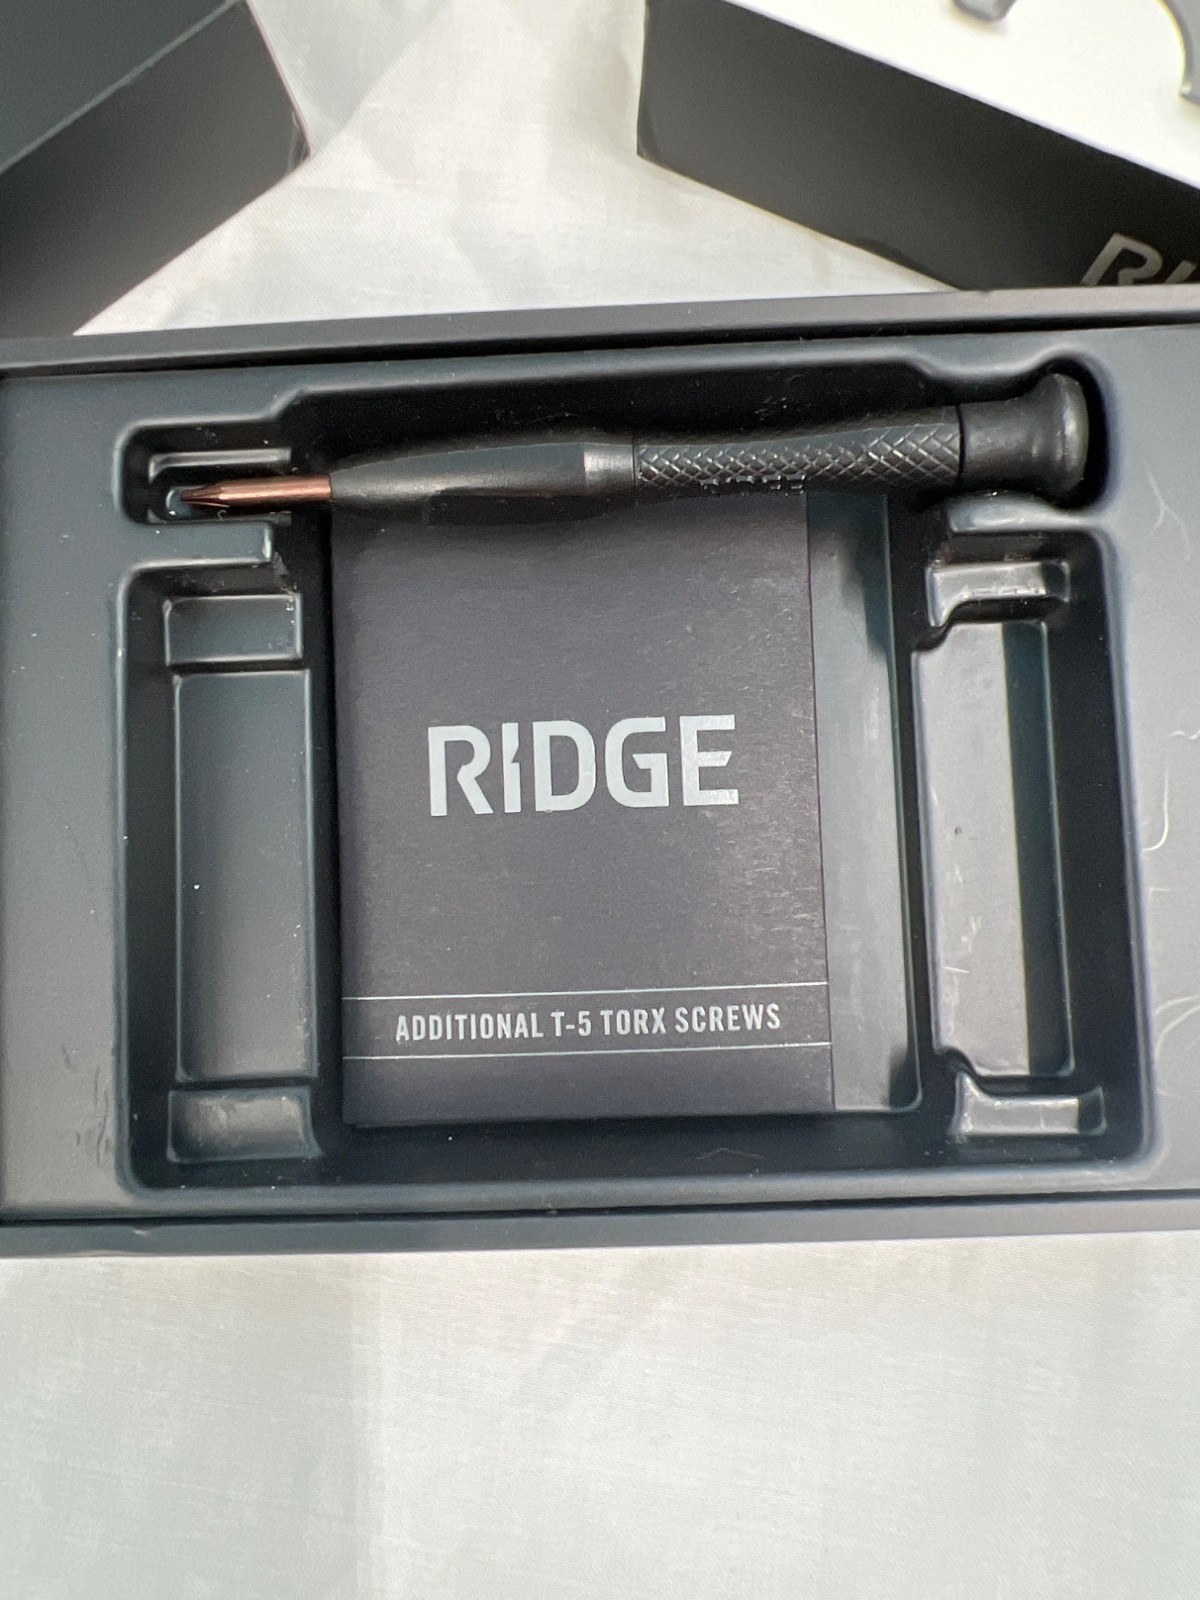 RIDGE
ADDITIONAL T-5 TORX SCREWS